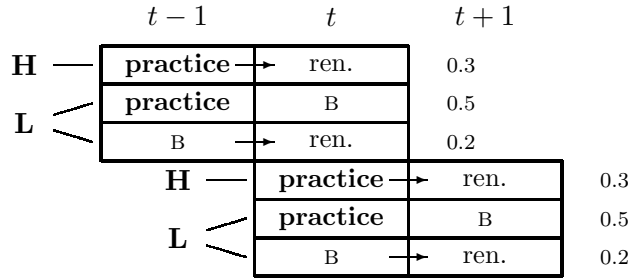 t − 1 t t + 1
H practice ren. 0.3
practice B 0.5
L
B ren. 0.2
H practice ren. 0.3
practice B 0.5
L
B ren. 0.2